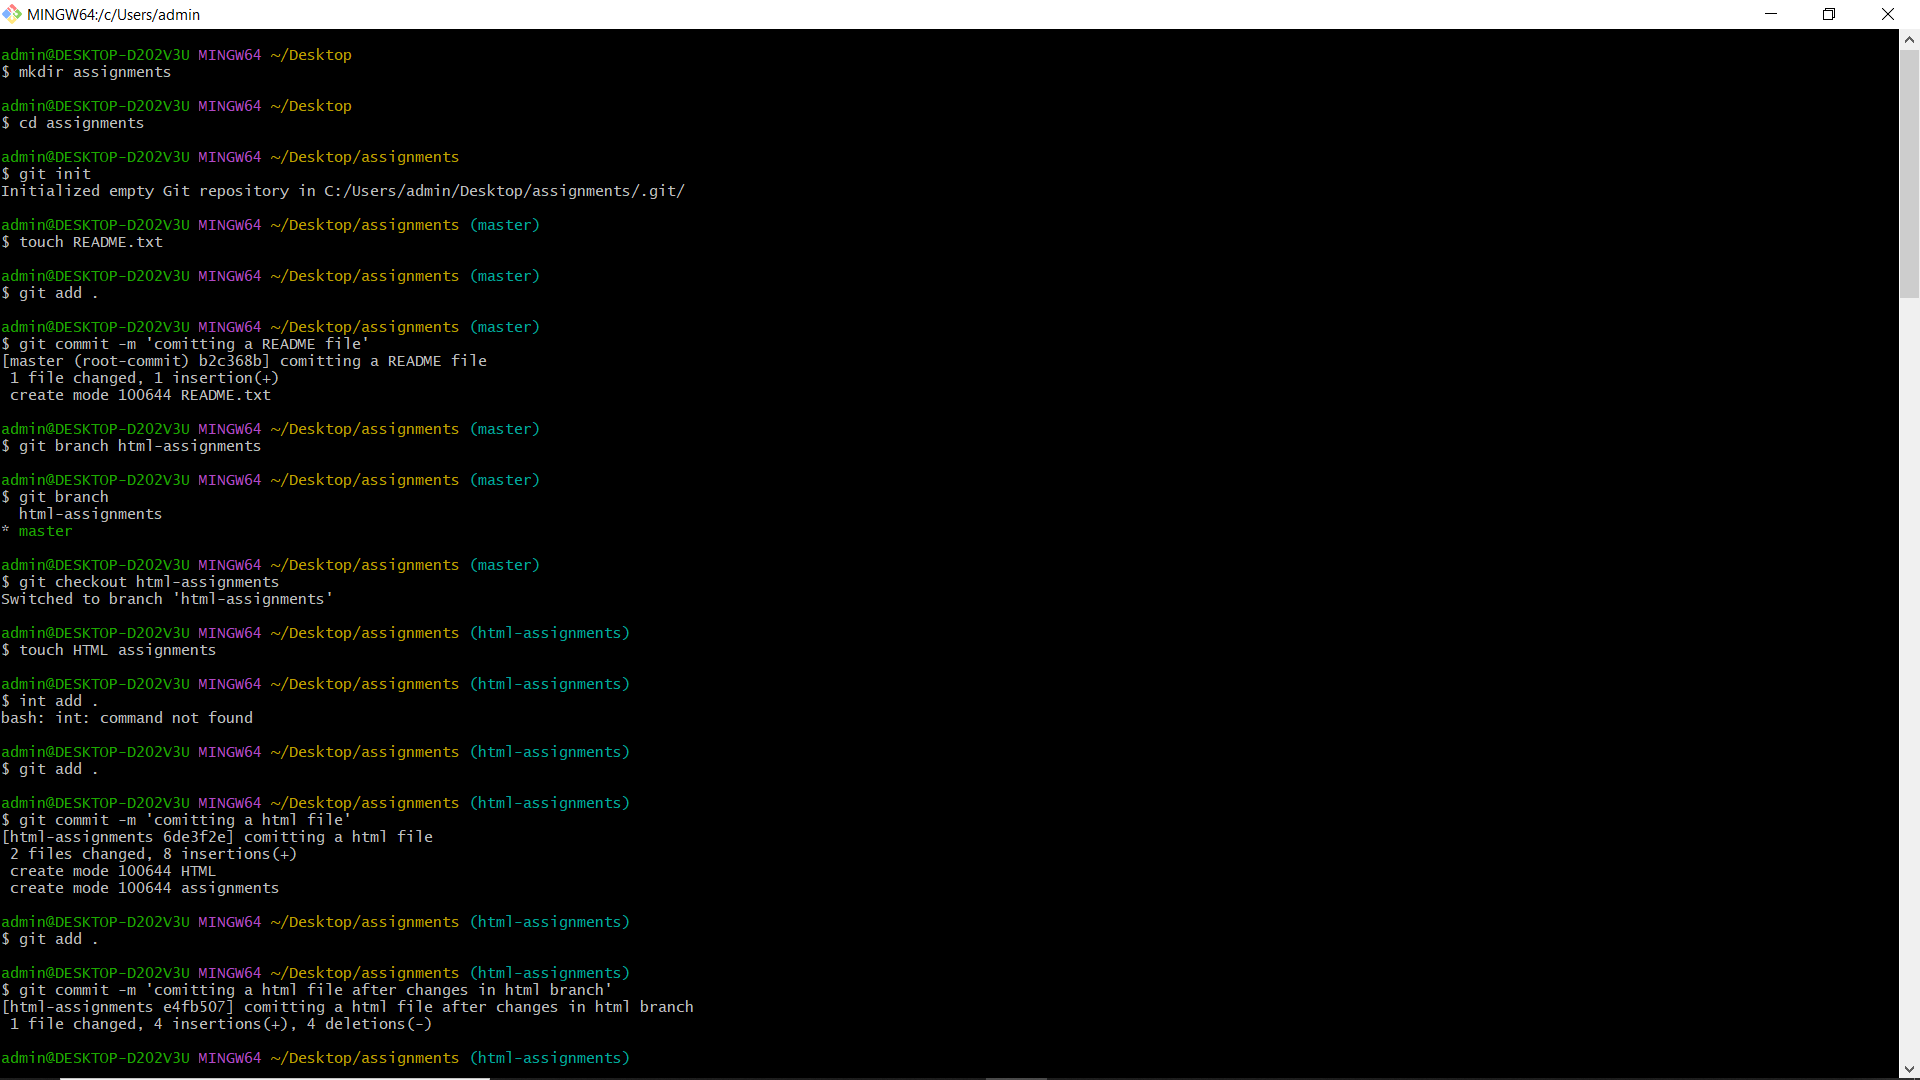 MINGW64:/c/Users/admin
admin@DESKTOP-D202V3U MINGW64 ~/Desktop
$ mkdir assignments
admin@DESKTOP-D202V3U MINGW64 ~/Desktop
$ cd assignments
admin@DESKTOP-D202V3U MINGW64 ~/Desktop/assignments
$ git init
Initialized empty Git repository in C:/Users/admin/Desktop/assignments/.git/
admin@DESKTOP-D202V3U MINGW64 ~/Desktop/assignments (master)
$ touch README.txt
admin@DESKTOP-D202V3U MINGW64 ~/Desktop/assignments (master)
$ git add .
admin@DESKTOP-D202V3U MINGW64 ~/Desktop/assignments (master)
$ git commit -m 'comitting a README file'
[master (root-commit) b2c368b] comitting a README file
 1 file changed, 1 insertion(+)
 create mode 100644 README.txt
admin@DESKTOP-D202V3U MINGW64 ~/Desktop/assignments (master)
$ git branch html-assignments
admin@DESKTOP-D202V3U MINGW64 ~/Desktop/assignments (master)
$ git branch
  html-assignments
* master
admin@DESKTOP-D202V3U MINGW64 ~/Desktop/assignments (master)
$ git checkout html-assignments
Switched to branch 'html-assignments'
admin@DESKTOP-D202V3U MINGW64 ~/Desktop/assignments (html-assignments)
$ touch HTML assignments
admin@DESKTOP-D202V3U MINGW64 ~/Desktop/assignments (html-assignments)
$ int add .
bash: int: command not found
admin@DESKTOP-D202V3U MINGW64 ~/Desktop/assignments (html-assignments)
$ git add .
admin@DESKTOP-D202V3U MINGW64 ~/Desktop/assignments (html-assignments)
$ git commit -m 'comitting a html file'
[html-assignments 6de3f2e] comitting a html file
 2 files changed, 8 insertions(+)
 create mode 100644 HTML
 create mode 100644 assignments
admin@DESKTOP-D202V3U MINGW64 ~/Desktop/assignments (html-assignments)
$ git add .
admin@DESKTOP-D202V3U MINGW64 ~/Desktop/assignments (html-assignments)
$ git commit -m 'comitting a html file after changes in html branch'
[html-assignments e4fb507] comitting a html file after changes in html branch
 1 file changed, 4 insertions(+), 4 deletions(-)
admin@DESKTOP-D202V3U MINGW64 ~/Desktop/assignments (html-assignments)